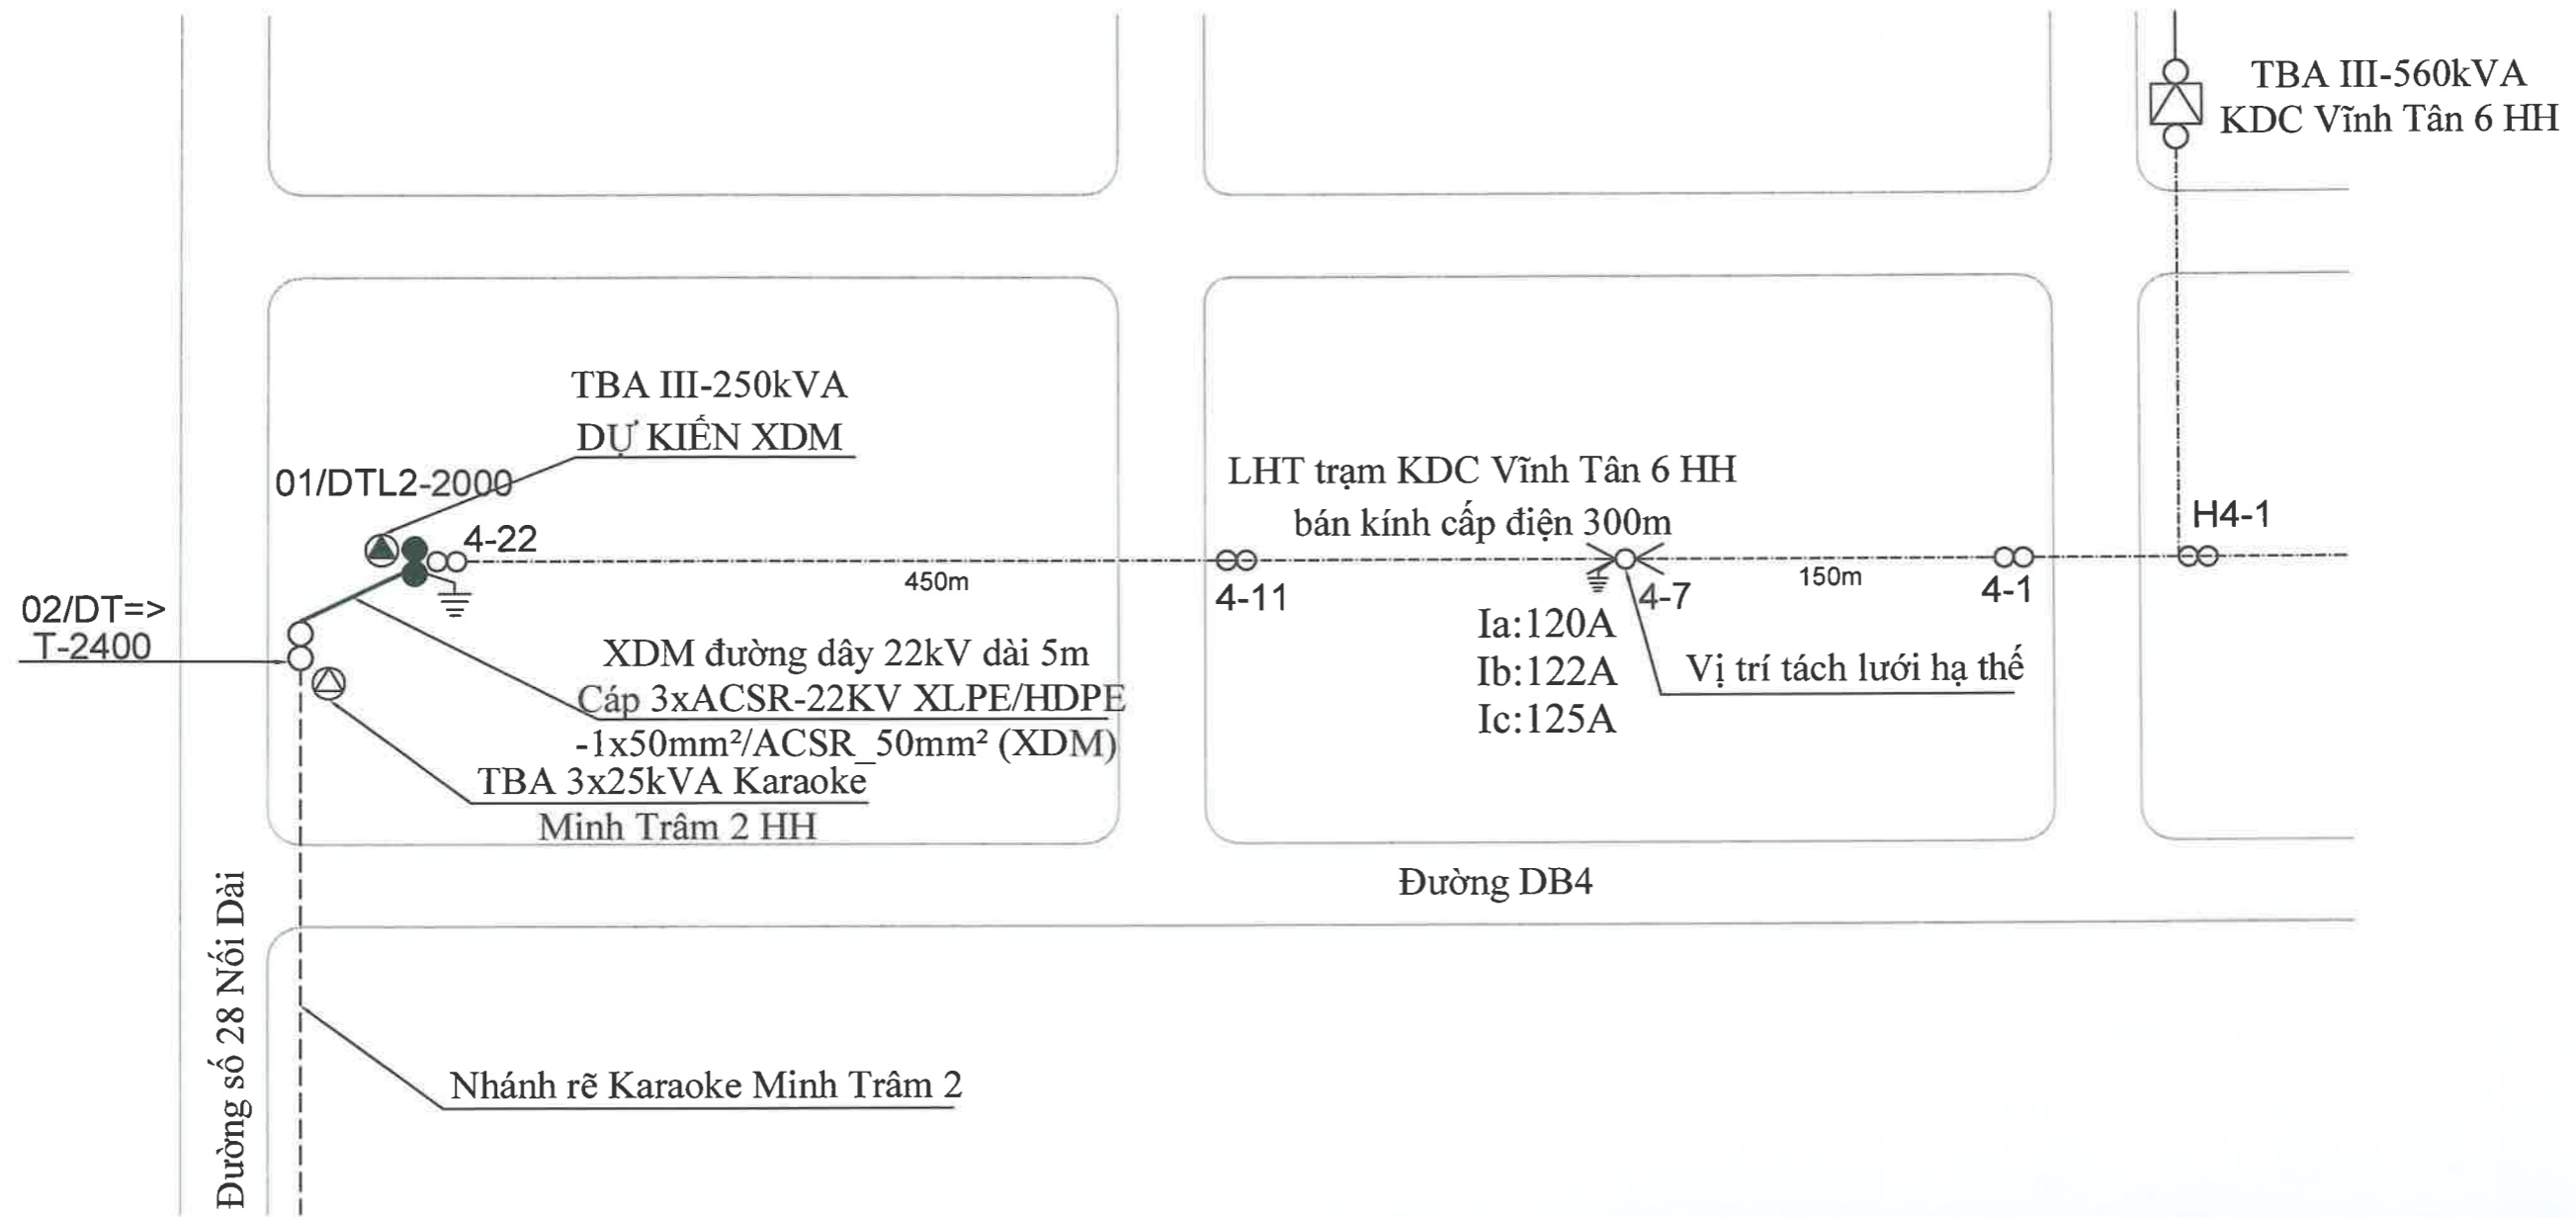 TBA III-560kVA
KDC Vĩnh Tân 6 HH
TBA III-250kVA
DỰ KIẾN XDM
01/DTL2-2000
4-22
LHT trạm KDC Vĩnh Tân 6 HH
bán kính cấp điện 300m
H4-1
450m
4-11
4-7
150m
4-1
02/DT=>
T-2400
Ia:120A
Ib:122A
Ic:125A
Vị trí tách lưới hạ thế
XDM đường dây 22kV dài 5m
Cáp 3xACSR-22KV XLPE/HDPE
-1x50mm²/ACSR_50mm² (XDM)
TBA 3x25kVA Karaoke
Minh Trâm 2 HH
Đường DB4
Đường số 28 Nối Dài
Nhánh rẽ Karaoke Minh Trâm 2